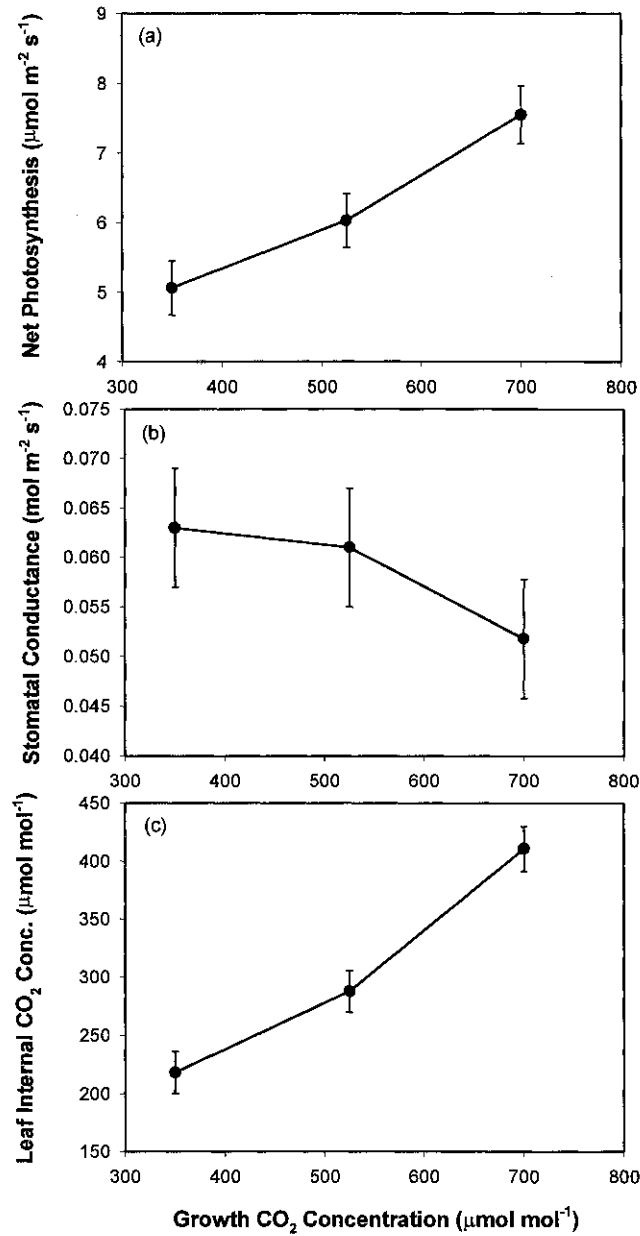 (a)
Net Photosynthesis (μmol m⁻² s⁻¹)
9
8
7
6
5
4
300 400 500 600 700 800
(b)
Stomatal Conductance (mol m⁻² s⁻¹)
0.075
0.070
0.065
0.060
0.055
0.050
0.045
0.040
300 400 500 600 700 800
(c)
Leaf Internal CO₂ Conc. (μmol mol⁻¹)
450
400
350
300
250
200
150
300 400 500 600 700 800
Growth CO₂ Concentration (μmol mol⁻¹)